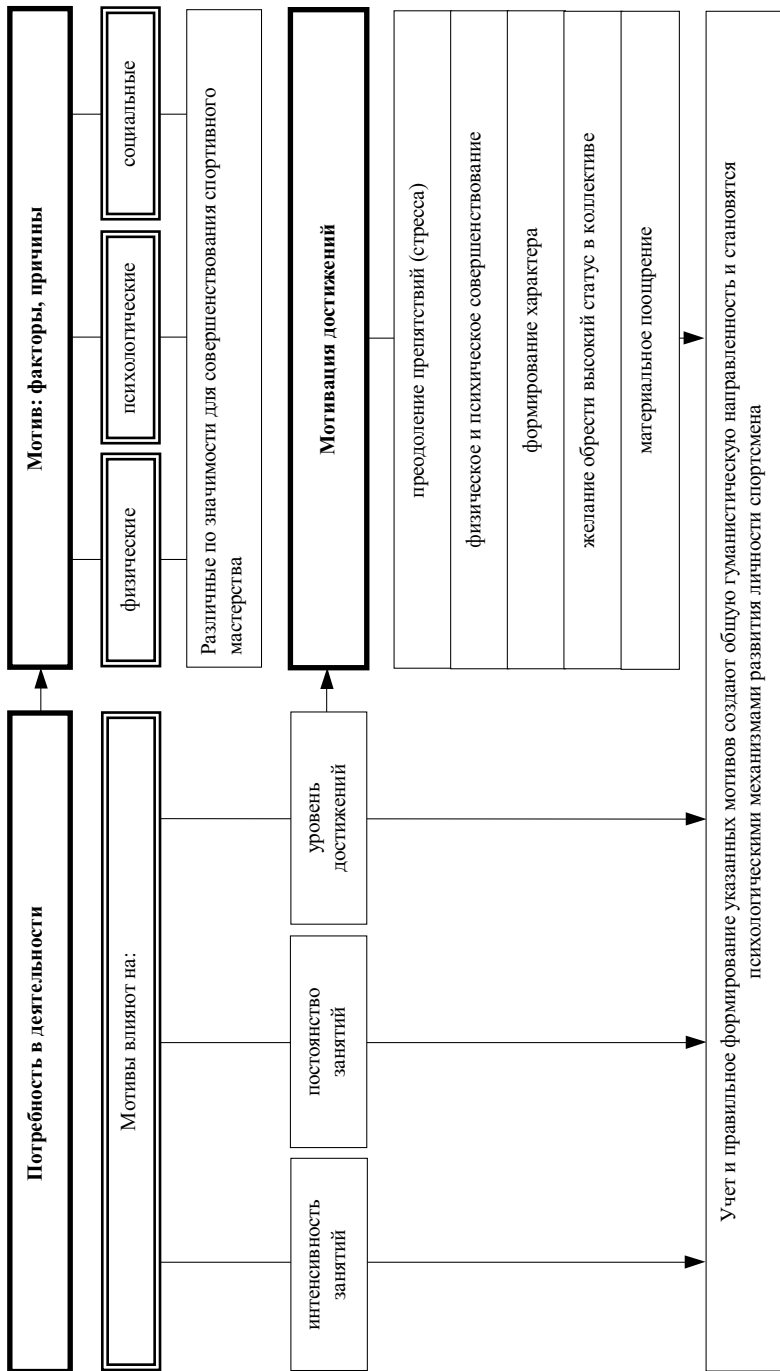 Потребность в деятельности
Мотив: факторы, причины
Мотивы влияют на:
физические
психологические
социальные
Различные по значимости для совершенствования спортивного
мастерства
интенсивность
занятий
постоянство
занятий
уровень
достижений
Мотивация достижений
преодоление препятствий (стресса)
физическое и психическое совершенствование
формирование характера
желание обрести высокий статус в коллективе
материальное поощрение
Учет и правильное формирование указанных мотивов создают общую гуманистическую направленность и становятся
психологическими механизмами развития личности спортсмена